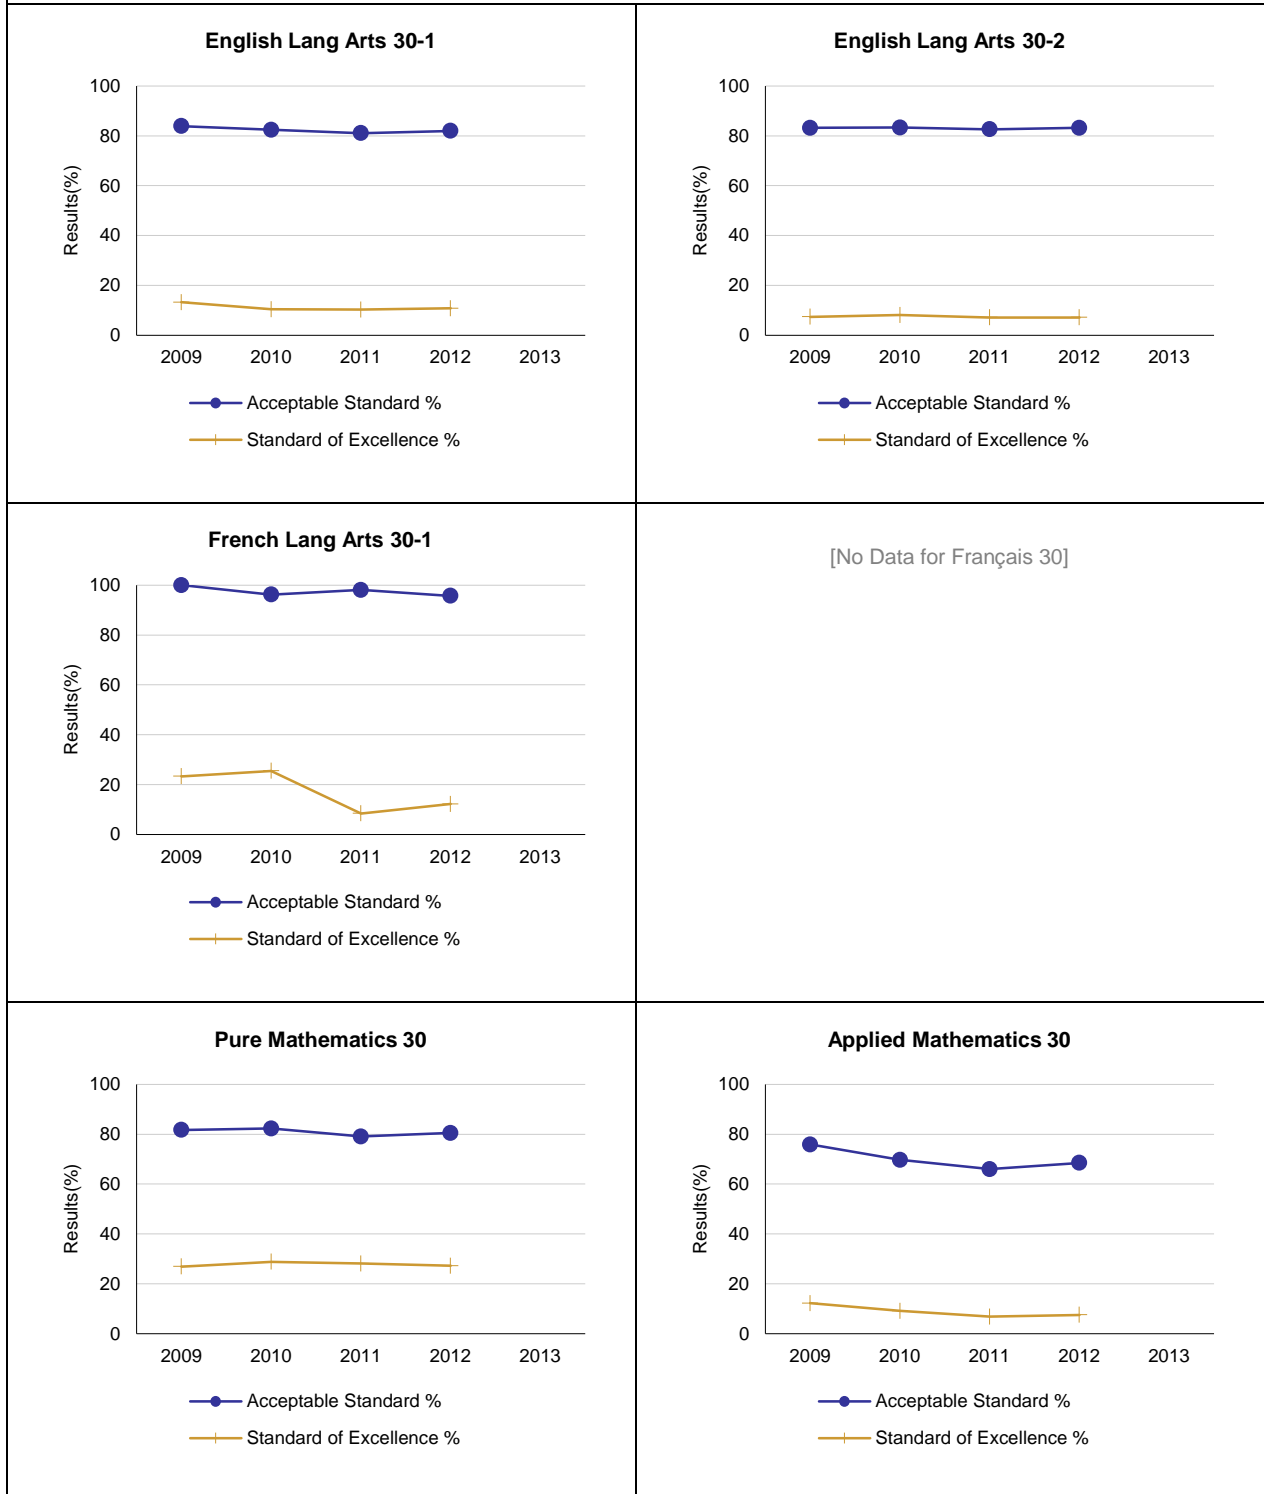 English Lang Arts 30-1
100
80
60
40
20
0
Results(%)
2009 2010 2011 2012 2013
Acceptable Standard %
Standard of Excellence %
English Lang Arts 30-2
100
80
60
40
20
0
Results(%)
2009 2010 2011 2012 2013
Acceptable Standard %
Standard of Excellence %
French Lang Arts 30-1
100
80
60
40
20
0
Results(%)
2009 2010 2011 2012 2013
Acceptable Standard %
Standard of Excellence %
[No Data for Français 30]
Pure Mathematics 30
100
80
60
40
20
0
Results(%)
2009 2010 2011 2012 2013
Acceptable Standard %
Standard of Excellence %
Applied Mathematics 30
100
80
60
40
20
0
Results(%)
2009 2010 2011 2012 2013
Acceptable Standard %
Standard of Excellence %